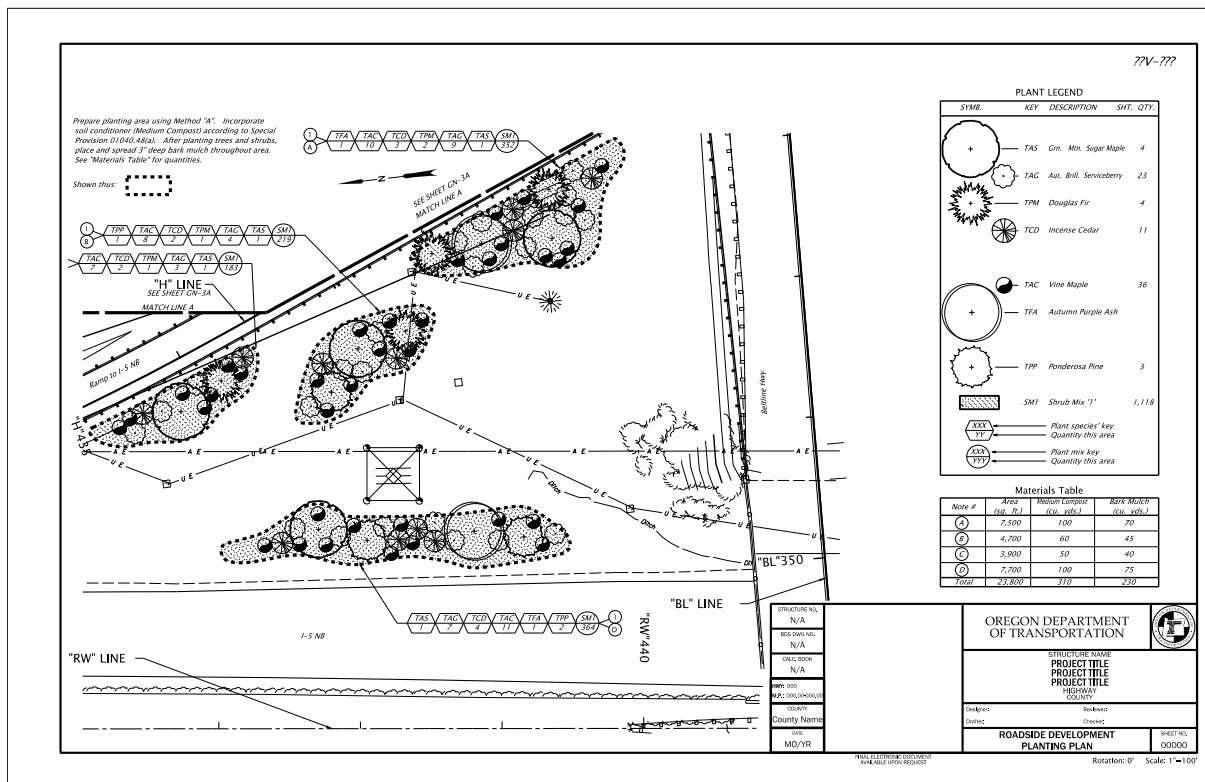 ??V-???
Prepare planting area using Method "A".  Incorporate
soil conditioner (Medium Compost) according to Special
Provision 01040.48(a).  After planting trees and shrubs,
place and spread 3" deep bark mulch throughout area.
See "Materials Table" for quantities.
Shown thus:
1 A TFA 1 TAC 10 TCD 3 TPM 2 TAG 9 TAS 1 SM1 352
N
SEE SHEET GN-3A
MATCH LINE A
1 B TPP 1 TAC 8 TCD 2 TPM 1 TAG 4 TAS 1 SM1 219
TAC 7 TCD 2 TPM 1 TAG 3 TAS 1 SM1 183
"H" LINE
SEE SHEET GN-3A
MATCH LINE A
Ramp to I-5 NB
"H"43
U E
U E
U E
U E
U E
U E
U E
U E
A E A E A E A E A E A E A E A E
Beltline Hwy.
Ditch
Ditch
"BL"350
"BL" LINE
TAS 1 TAG 7 TCD 4 TAC 11 TFA 1 TPP 2 SM1 364 1 D
I-5 NB
"RW"440
"RW" LINE
PLANT LEGEND
SYMB. KEY DESCRIPTION SHT. QTY.
TAS Grn. Mtn. Sugar Maple 4
TAG Aut. Brill. Serviceberry 23
TPM Douglas Fir 4
TCD Incense Cedar 11
TAC Vine Maple 36
TFA Autumn Purple Ash
TPP Ponderosa Pine 3
SM1 Shrub Mix '1' 1,118
XXX Plant species' key
YY Quantity this area
XXX Plant mix key
YYY Quantity this area
Materials Table
Note # Area (sq. ft.) Medium Compost (cu. yds.) Bark Mulch (cu. yds.)
A 7,500 100 70
B 4,700 60 45
C 3,900 50 40
D 7,700 100 75
Total 23,800 310 230
STRUCTURE NO.
N/A
BDS DWG NO.
N/A
CALC. BOOK
N/A
HWY: 000
M.P.: 000.00-000.00
COUNTY
County Name
DATE
MO/YR
OREGON DEPARTMENT
OF TRANSPORTATION
STRUCTURE NAME
PROJECT TITLE
PROJECT TITLE
PROJECT TITLE
HIGHWAY
COUNTY
Designer: Reviewer:
Drafter: Checker:
ROADSIDE DEVELOPMENT
PLANTING PLAN
SHEET NO.
00000
FINAL ELECTRONIC DOCUMENT
AVAILABLE UPON REQUEST
Rotation: 0° Scale: 1"=100'